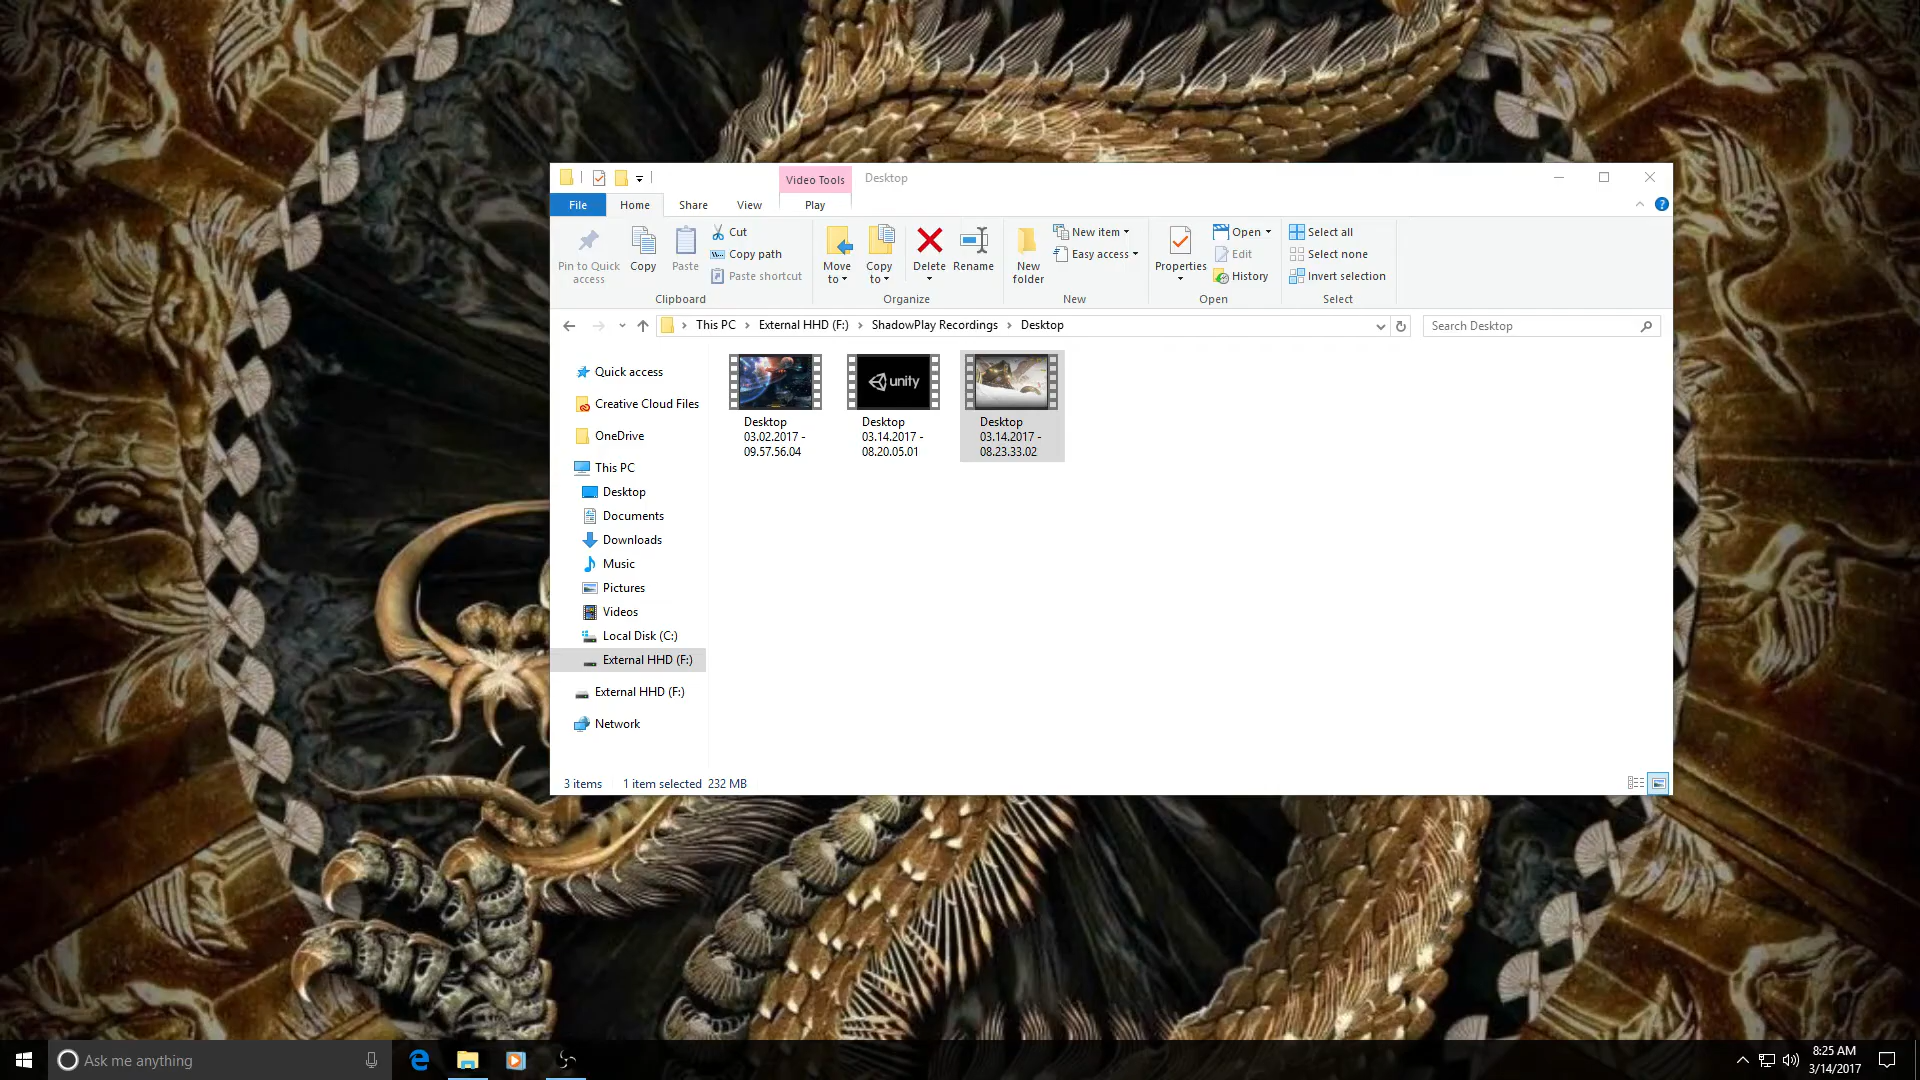 Video Tools
Desktop
File
Home
Share
View
Play
Pin to Quick
access
Copy
Paste
Cut
Copy path
Paste shortcut
Clipboard
Move
to
Copy
to
Delete
Rename
Organize
New
folder
New item
Easy access
New
Properties
Open
Edit
History
Open
Select all
Select none
Invert selection
Select
This PC
External HHD (F:)
ShadowPlay Recordings
Desktop
Search Desktop
Quick access
Creative Cloud Files
OneDrive
This PC
Desktop
Documents
Downloads
Music
Pictures
Videos
Local Disk (C:)
External HHD (F:)
External HHD (F:)
Network
Desktop
03.02.2017 -
09.57.56.04
unity
Desktop
03.14.2017 -
08.20.05.01
Desktop
03.14.2017 -
08.23.33.02
3 items
1 item selected 232 MB
Ask me anything
8:25 AM
3/14/2017